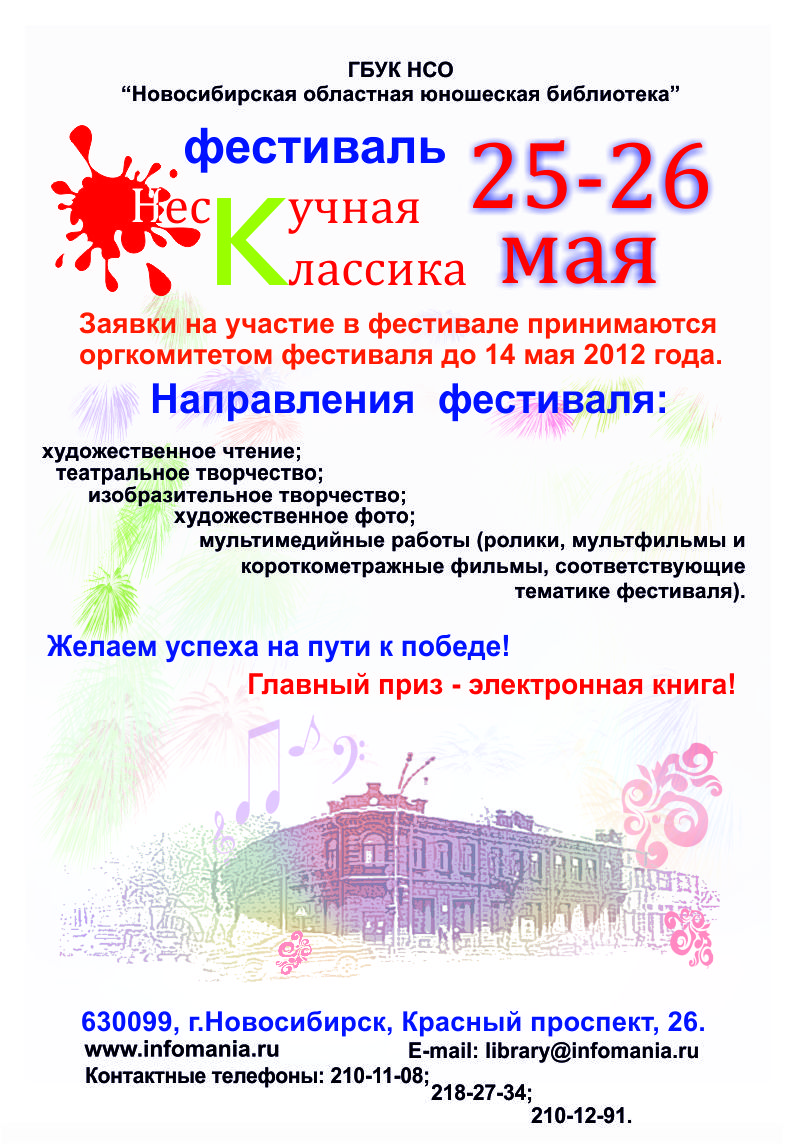 ГБУК НСО
“Новосибирская областная юношеская библиотека”
фестиваль
НесКучная
Классика
25-26
мая
Заявки на участие в фестивале принимаются
оргкомитетом фестиваля до 14 мая 2012 года.
Направления фестиваля:
художественное чтение;
театральное творчество;
изобразительное творчество;
художественное фото;
мультимедийные работы (ролики, мультфильмы и
короткометражные фильмы, соответствующие
тематике фестиваля).
Желаем успеха на пути к победе!
Главный приз - электронная книга!
630099, г.Новосибирск, Красный проспект, 26.
www.infomania.ru
E-mail: library@infomania.ru
Контактные телефоны: 210-11-08;
218-27-34;
210-12-91.